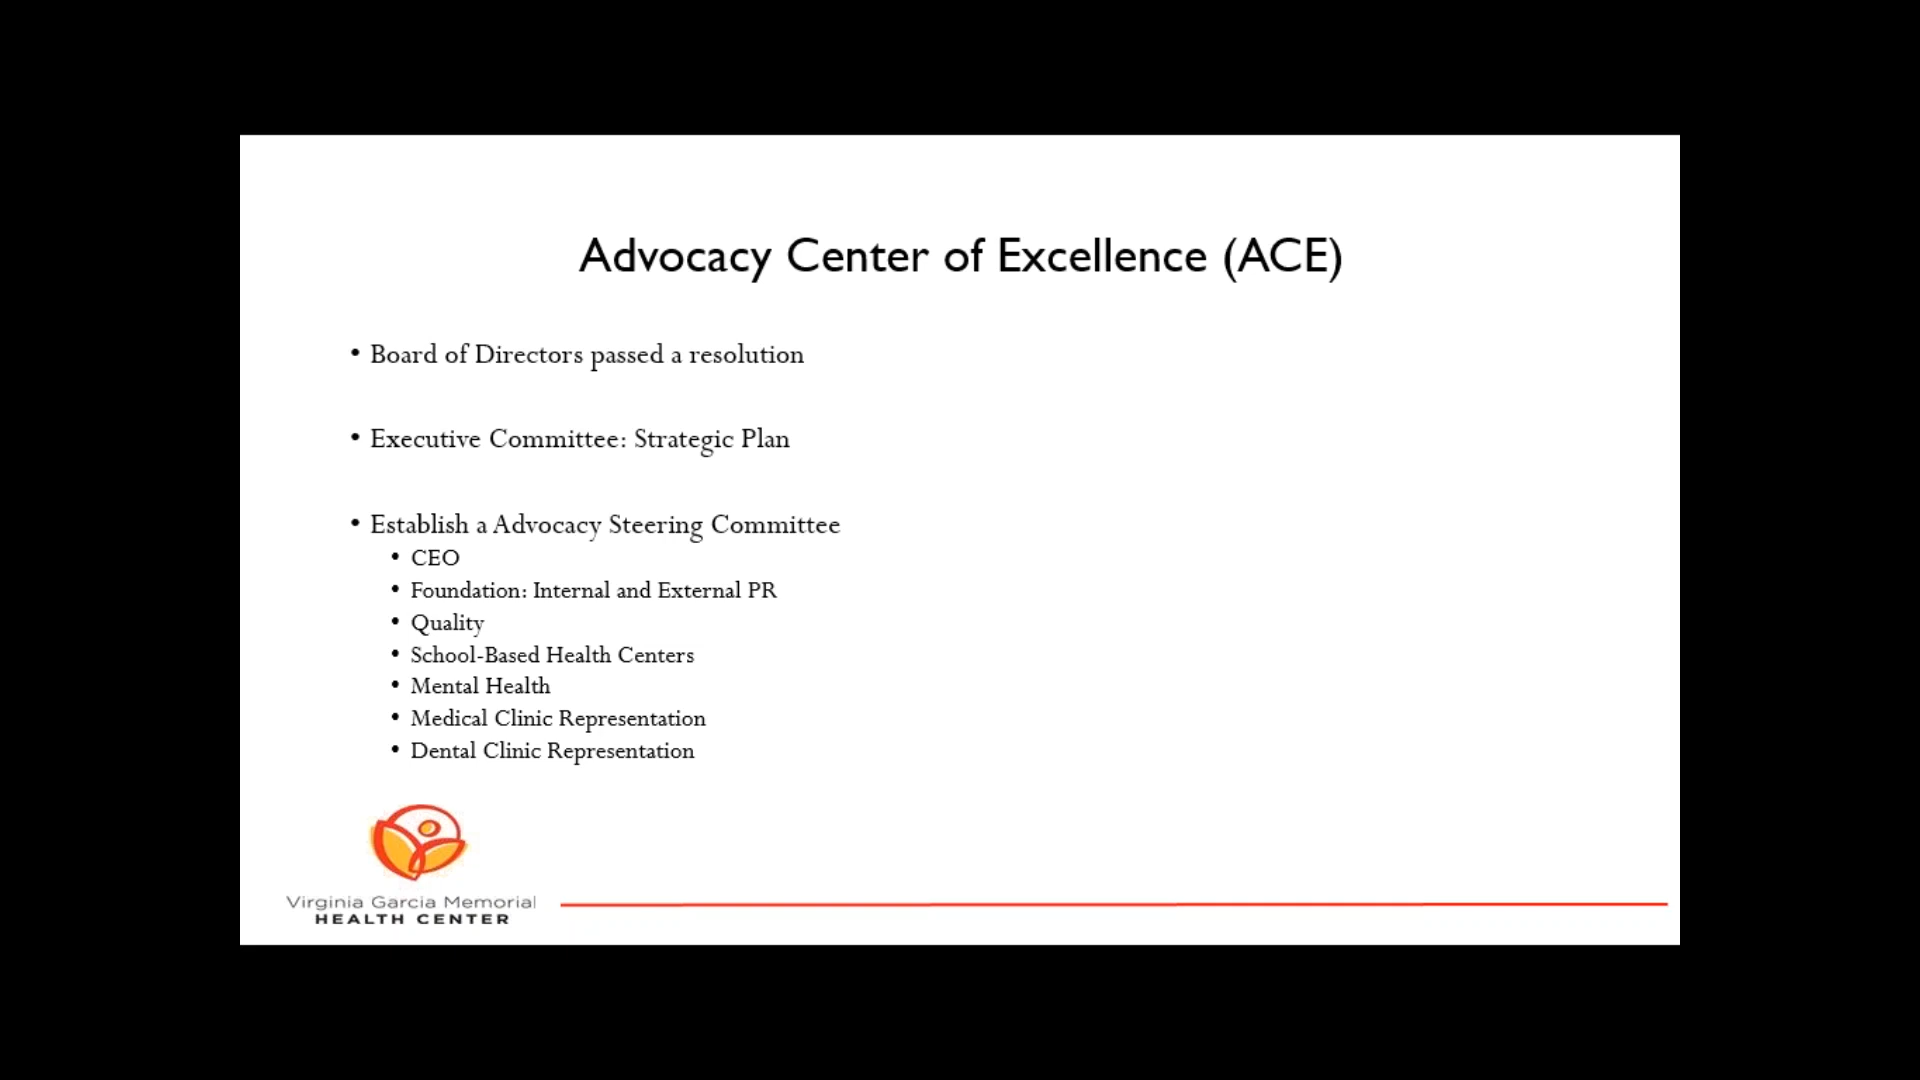 Advocacy Center of Excellence (ACE)
• Board of Directors passed a resolution
• Executive Committee: Strategic Plan
• Establish a Advocacy Steering Committee
• CEO
• Foundation: Internal and External PR
• Quality
• School-Based Health Centers
• Mental Health
• Medical Clinic Representation
• Dental Clinic Representation
Virginia Garcia Memorial
HEALTH CENTER